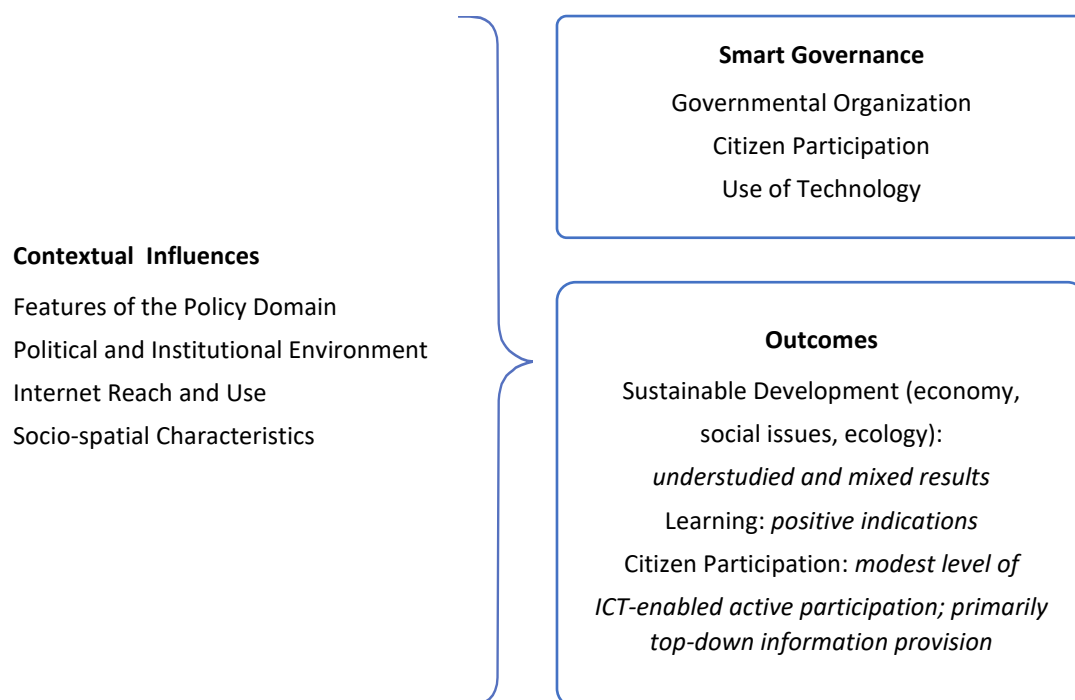 Contextual Influences
Features of the Policy Domain
Political and Institutional Environment
Internet Reach and Use
Socio-spatial Characteristics
Smart Governance
Governmental Organization
Citizen Participation
Use of Technology
Outcomes
Sustainable Development (economy,
social issues, ecology):
understudied and mixed results
Learning: positive indications
Citizen Participation: modest level of
ICT-enabled active participation; primarily
top-down information provision